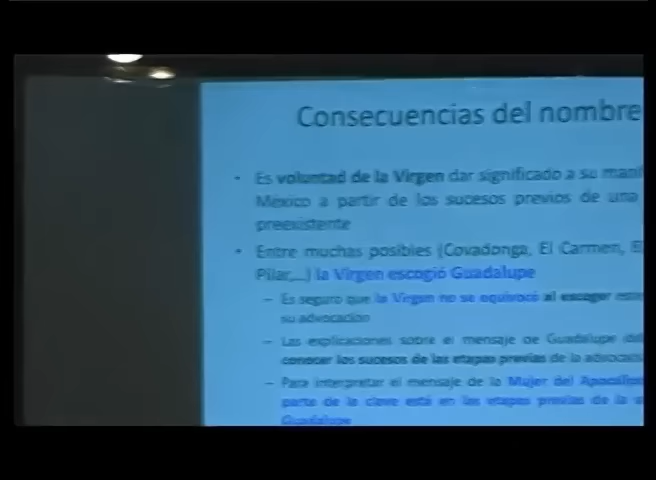 Consecuencias del nombre
• Es voluntad de la Virgen dar significado a su
México a partir de los sucesos previos de una
preexistente
• Entre muchas posibles (Covadonga, El Carmen, El
Pilar,...) la Virgen escogió Guadalupe
– Es seguro que la Virgen no se equivocó al escoger
su advocación
– Las explicaciones sobre el mensaje de Guadalupe
conocer los sucesos de las etapas previas de la
– Para interpretar el mensaje de la Mujer del
parte de la clave está en las etapas previas de la
Guadalupe